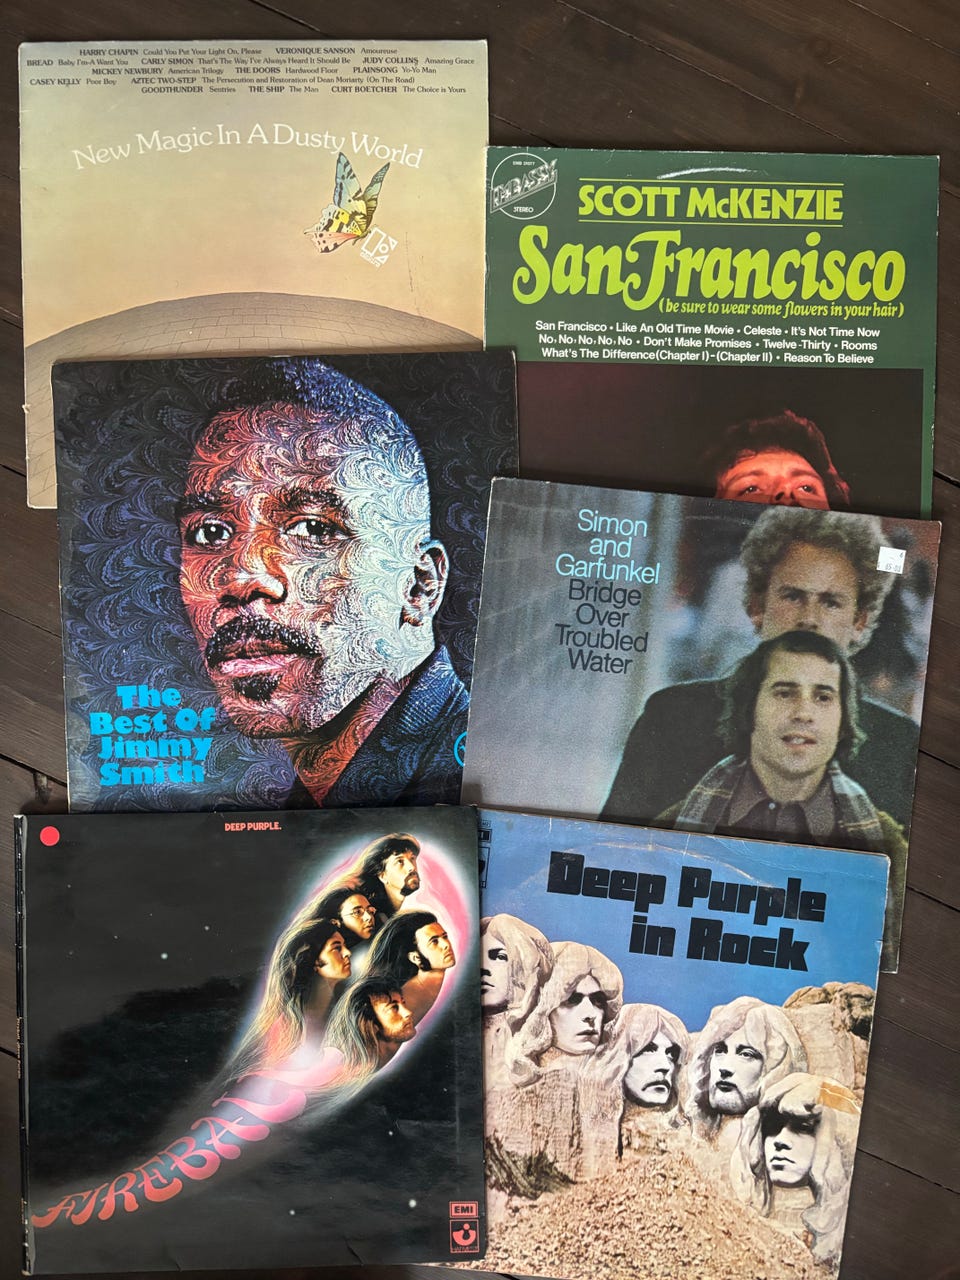 HARRY CHAPIN Could You Put Your Light On, Please VERONIQUE SANSON Amoureuse
BREAD Baby I'm-A Want You CARLY SIMON That's The Way I've Always Heard It Should Be JUDY COLLINS Amazing Grace
MICKEY NEWBURY American Trilogy THE DOORS Hardwood Floor PLAINSONG Yo-Yo Man
CASEY KELLY Poor Boy AZTEC TWO-STEP The Persecution and Restoration of Dean Moriarty (On The Road)
GOODTHUNDER Sentries THE SHIP The Man CURT BOETCHER The Choice is Yours
New Magic In A Dusty World
EMB 31077
EMBASSY
STEREO
SCOTT McKENZIE
San Francisco
(be sure to wear some flowers in your hair)
San Francisco • Like An Old Time Movie • Celeste • It's Not Time Now
No, No, No, No, No • Don't Make Promises • Twelve-Thirty • Rooms
What's The Difference (Chapter I)-(Chapter II) • Reason To Believe
The
Best Of
Jimmy
Smith
Simon
and
Garfunkel
Bridge
Over
Troubled
Water
DEEP PURPLE.
FIREBALL
EMI
HARVEST
Deep Purple
in Rock